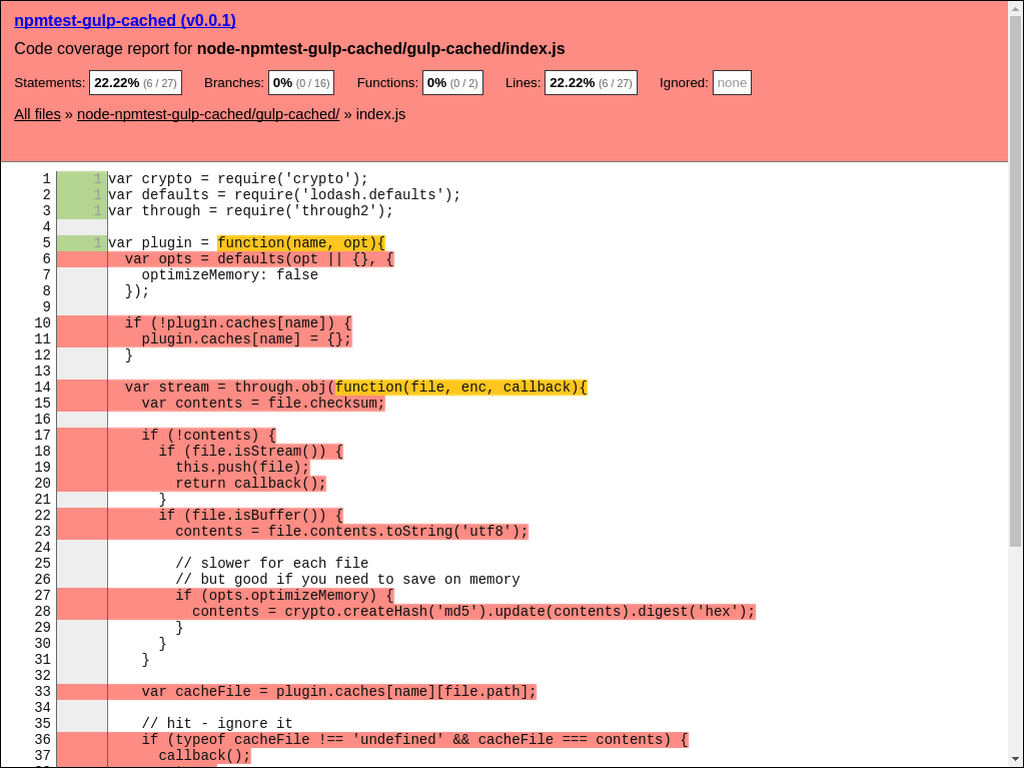 npmtest-gulp-cached (v0.0.1)
Code coverage report for node-npmtest-gulp-cached/gulp-cached/index.js
Statements: 22.22% (6 / 27) Branches: 0% (0 / 16) Functions: 0% (0 / 2) Lines: 22.22% (6 / 27) Ignored: none
All files » node-npmtest-gulp-cached/gulp-cached/ » index.js
1 1 var crypto = require('crypto');
2 1 var defaults = require('lodash.defaults');
3 1 var through = require('through2');
4
5 1 var plugin = function(name, opt){
6   var opts = defaults(opt || {}, {
7     optimizeMemory: false
8   });
9
10   if (!plugin.caches[name]) {
11     plugin.caches[name] = {};
12   }
13
14   var stream = through.obj(function(file, enc, callback){
15     var contents = file.checksum;
16
17     if (!contents) {
18       if (file.isStream()) {
19         this.push(file);
20         return callback();
21       }
22       if (file.isBuffer()) {
23         contents = file.contents.toString('utf8');
24
25         // slower for each file
26         // but good if you need to save on memory
27         if (opts.optimizeMemory) {
28           contents = crypto.createHash('md5').update(contents).digest('hex');
29         }
30       }
31     }
32
33     var cacheFile = plugin.caches[name][file.path];
34
35     // hit - ignore it
36     if (typeof cacheFile !== 'undefined' && cacheFile === contents) {
37       callback();